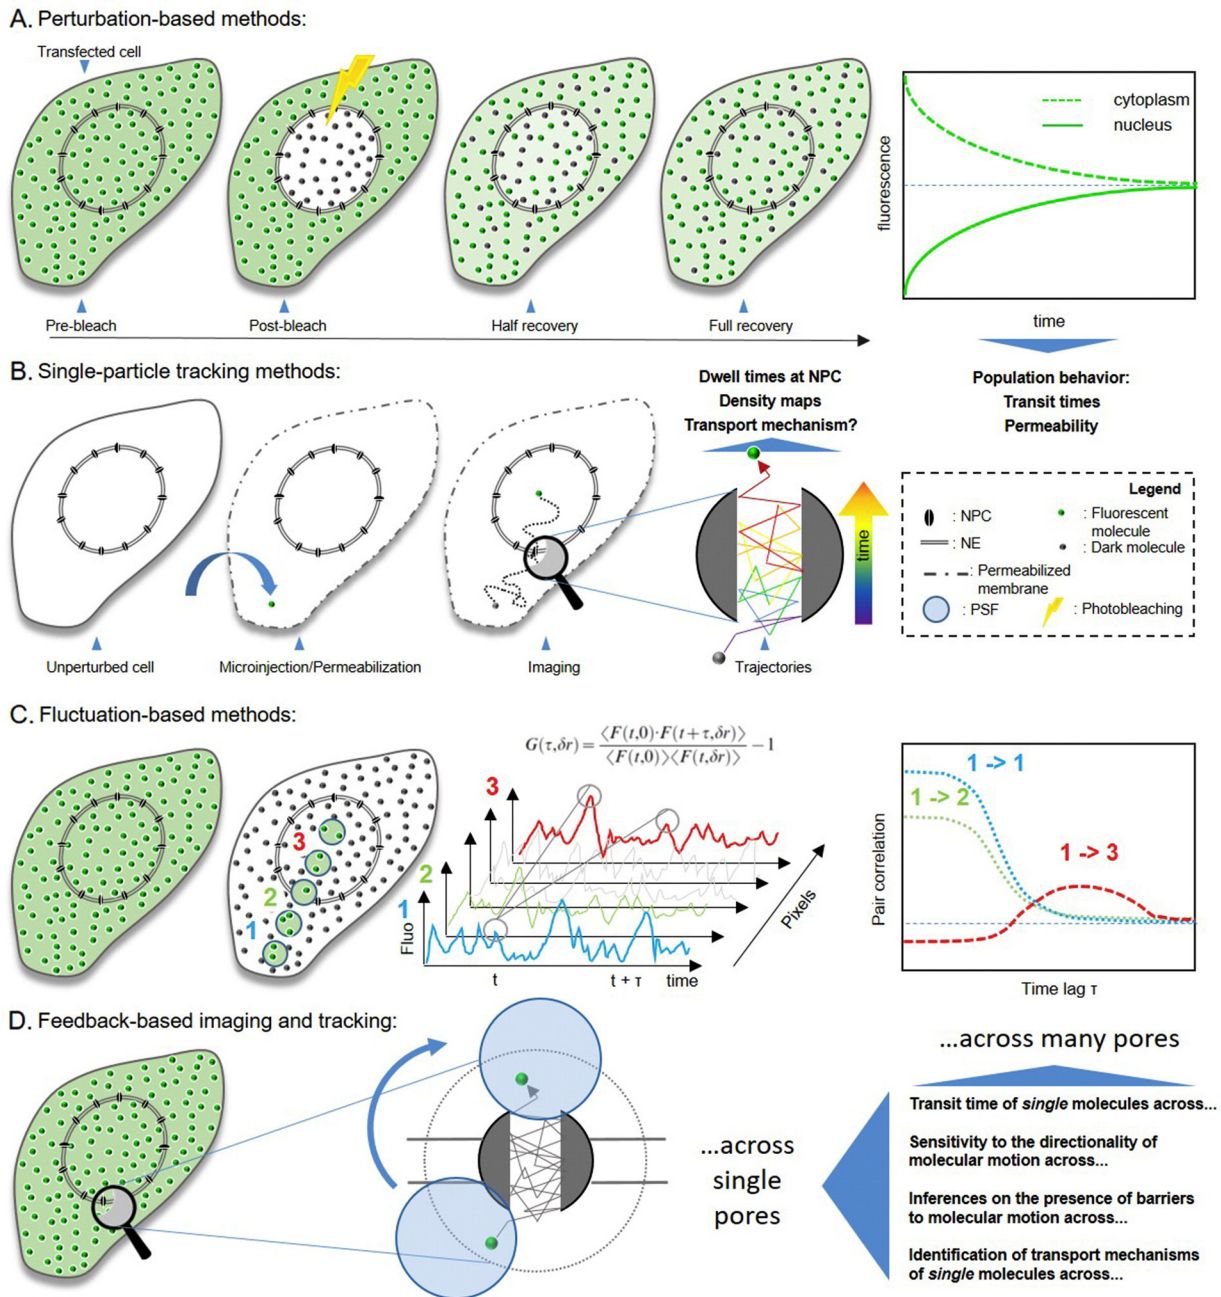 A. Perturbation-based methods:
Transfected cell
Pre-bleach
Post-bleach
Half recovery
Full recovery
fluorescence
cytoplasm
nucleus
time
Population behavior:
Transit times
Permeability
B. Single-particle tracking methods:
Dwell times at NPC
Density maps
Transport mechanism?
time
Unperturbed cell
Microinjection/Permeabilization
Imaging
Trajectories
Legend
: NPC
: NE
: Fluorescent
molecule
: Dark molecule
: Permeabilized
membrane
: PSF
: Photobleaching
C. Fluctuation-based methods:
G(τ,δr) = ⟨F(t,0)·F(t+τ,δr)⟩ / ⟨F(t,0)⟩⟨F(t,δr)⟩ − 1
3
2
1
3
2
1
Fluo
t
t + τ
time
Pixels
Pair correlation
1 -> 1
1 -> 2
1 -> 3
Time lag τ
D. Feedback-based imaging and tracking:
...across
single
pores
...across many pores
Transit time of single molecules across...
Sensitivity to the directionality of
molecular motion across...
Inferences on the presence of barriers
to molecular motion across...
Identification of transport mechanisms
of single molecules across...